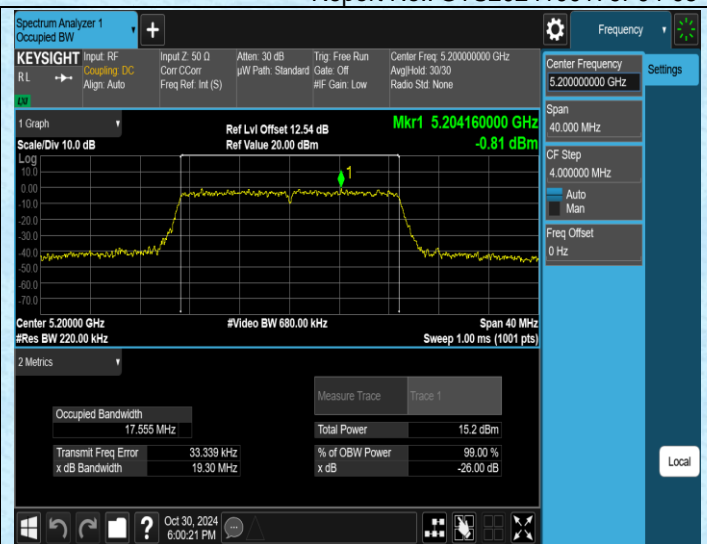 Spectrum Analyzer 1
Occupied BW
+
Frequency
KEYSIGHT
Input: RF
Coupling: DC
Align: Auto
Input Z: 50 Ω
Corr CCorr
Freq Ref: Int (S)
Atten: 30 dB
µW Path: Standard
Trig: Free Run
Gate: Off
#IF Gain: Low
Center Freq: 5.200000000 GHz
Avg|Hold: 30/30
Radio Std: None
RL
LXI
Center Frequency
5.200000000 GHz
Settings
Span
40.000 MHz
CF Step
4.000000 MHz
Auto
Man
Freq Offset
0 Hz
1 Graph
Scale/Div 10.0 dB
Ref Lvl Offset 12.54 dB
Ref Value 20.00 dBm
Mkr1 5.204160000 GHz
-0.81 dBm
Log
10.0
0.00
-10.0
-20.0
-30.0
-40.0
-50.0
-60.0
-70.0
1
Center 5.20000 GHz
#Res BW 220.00 kHz
#Video BW 680.00 kHz
Span 40 MHz
Sweep 1.00 ms (1001 pts)
2 Metrics
Measure Trace
Trace 1
Occupied Bandwidth
17.555 MHz
Total Power
15.2 dBm
Transmit Freq Error
33.339 kHz
% of OBW Power
99.00 %
x dB Bandwidth
19.30 MHz
x dB
-26.00 dB
Local
?
Oct 30, 2024
6:00:21 PM